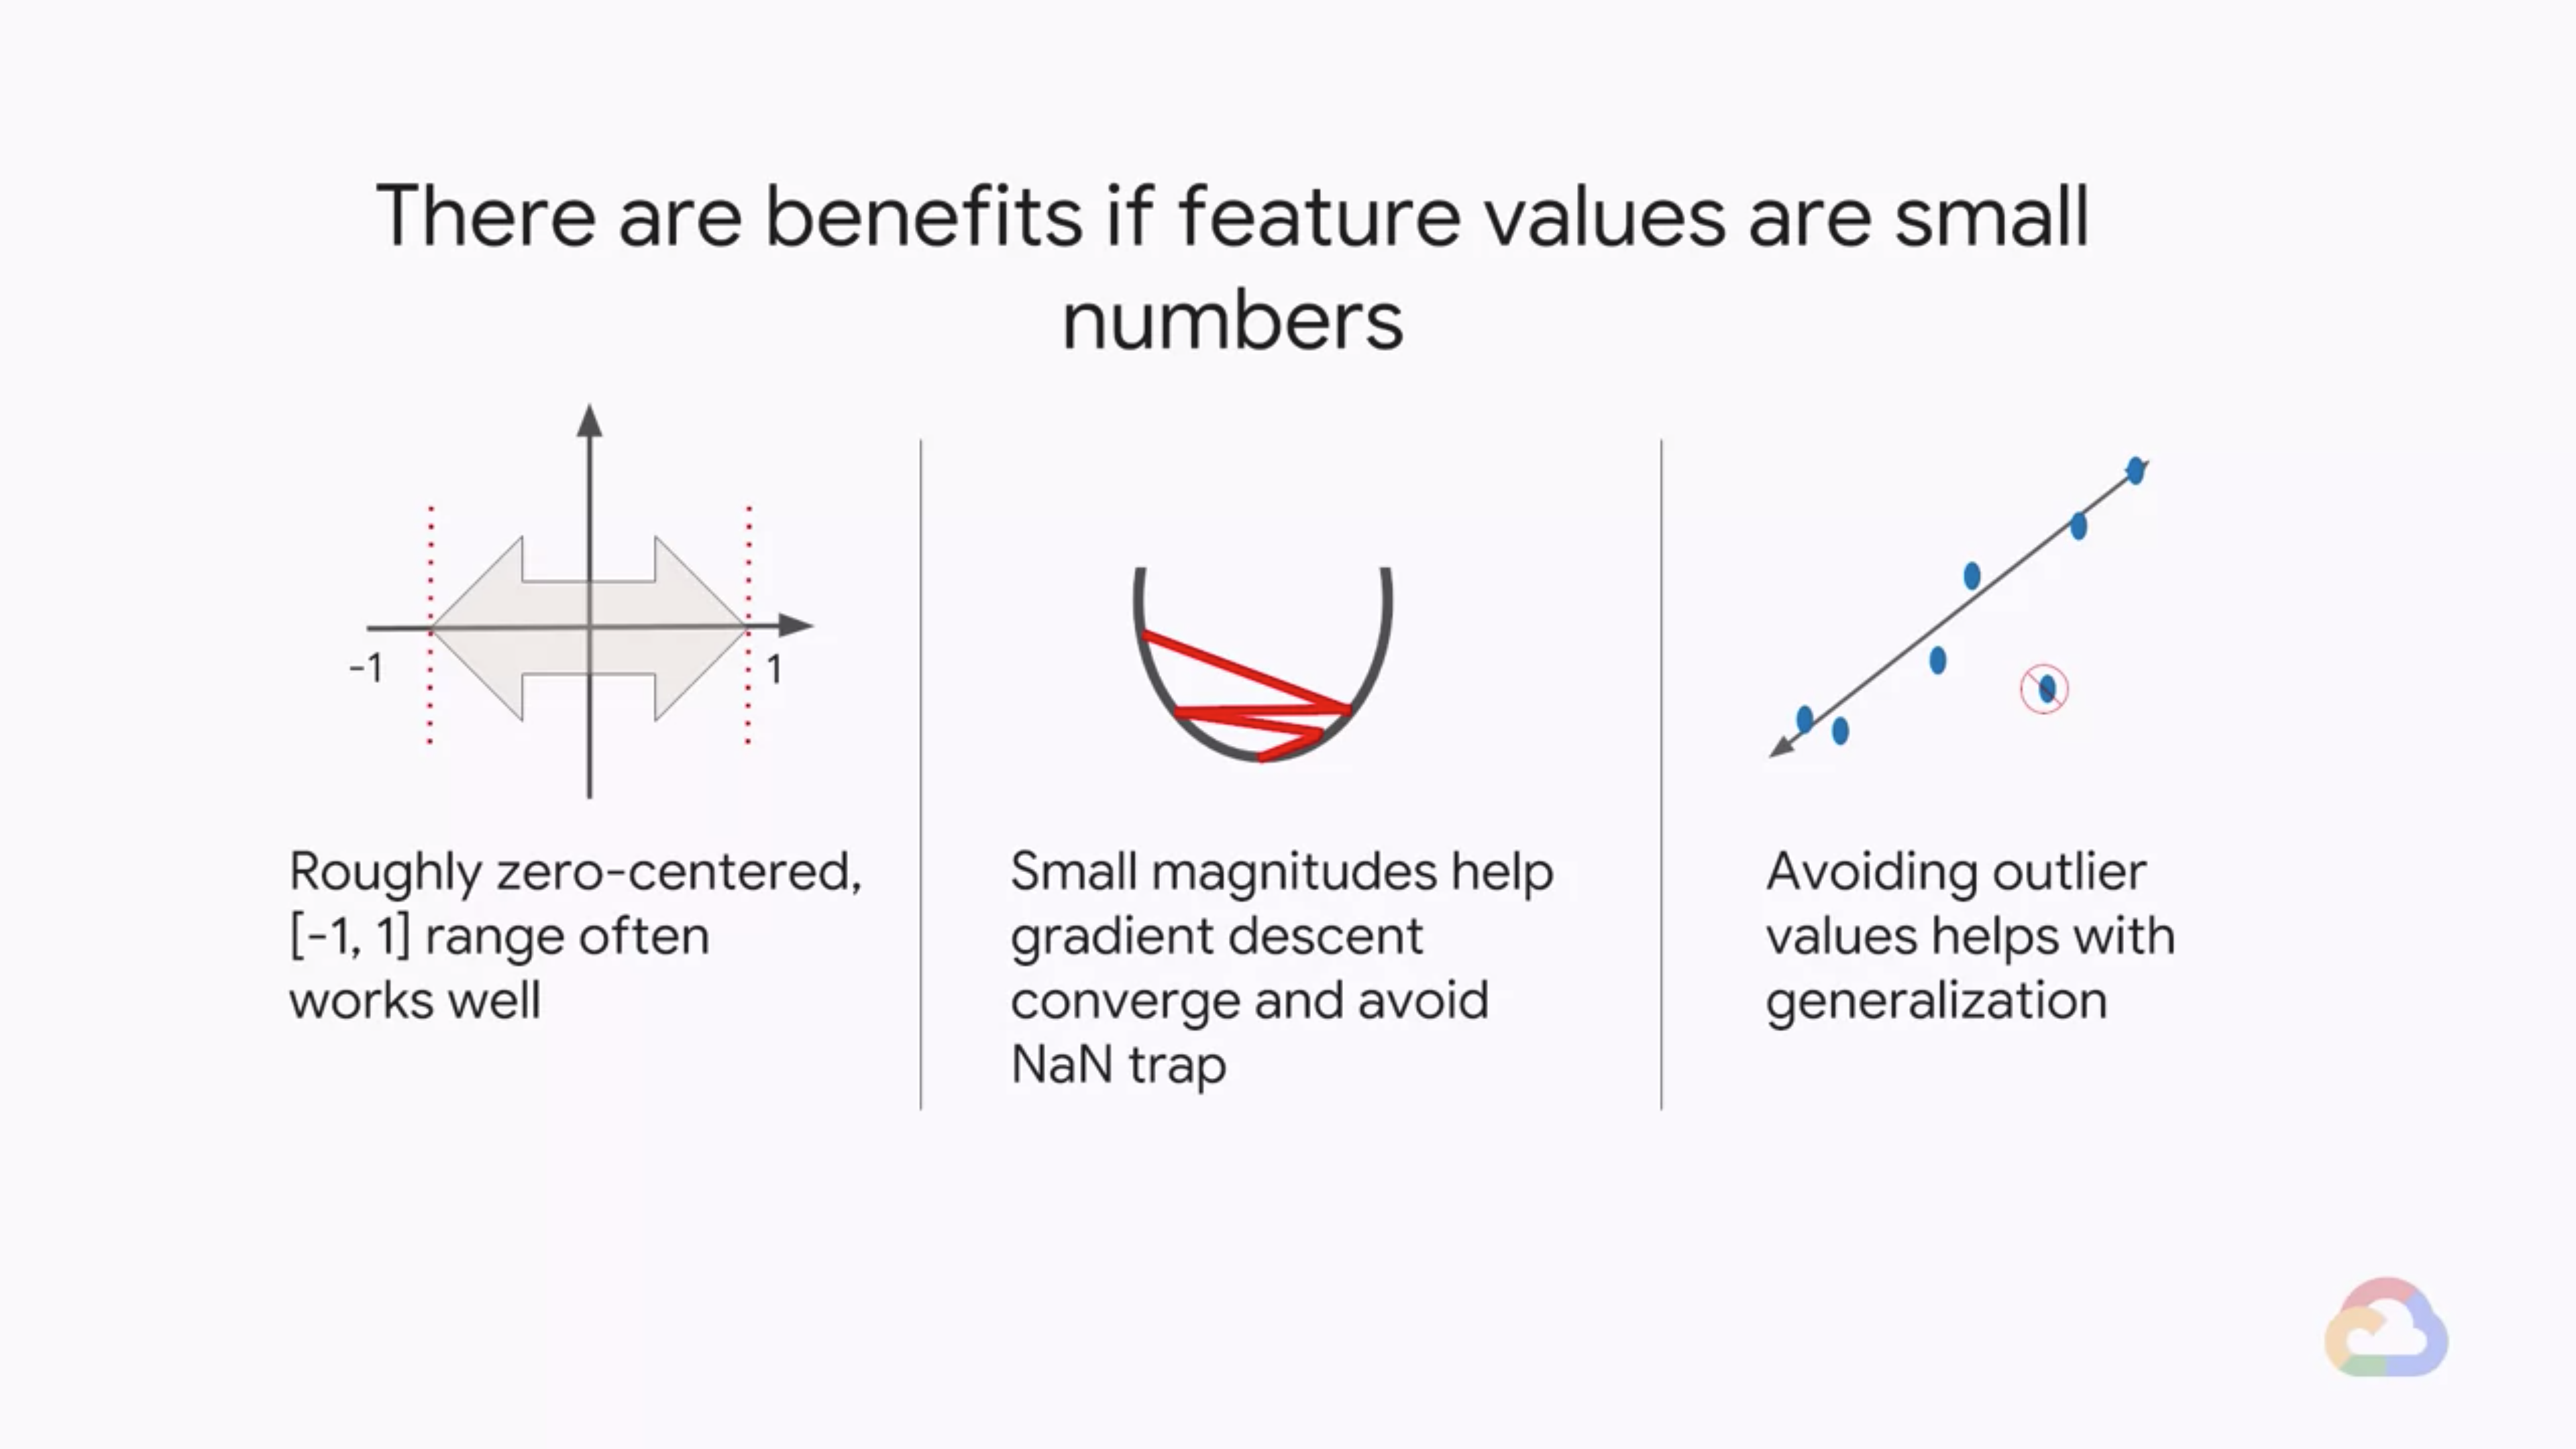 There are benefits if feature values are small
numbers
-1
1
Roughly zero-centered,
[-1, 1] range often
works well
Small magnitudes help
gradient descent
converge and avoid
NaN trap
Avoiding outlier
values helps with
generalization